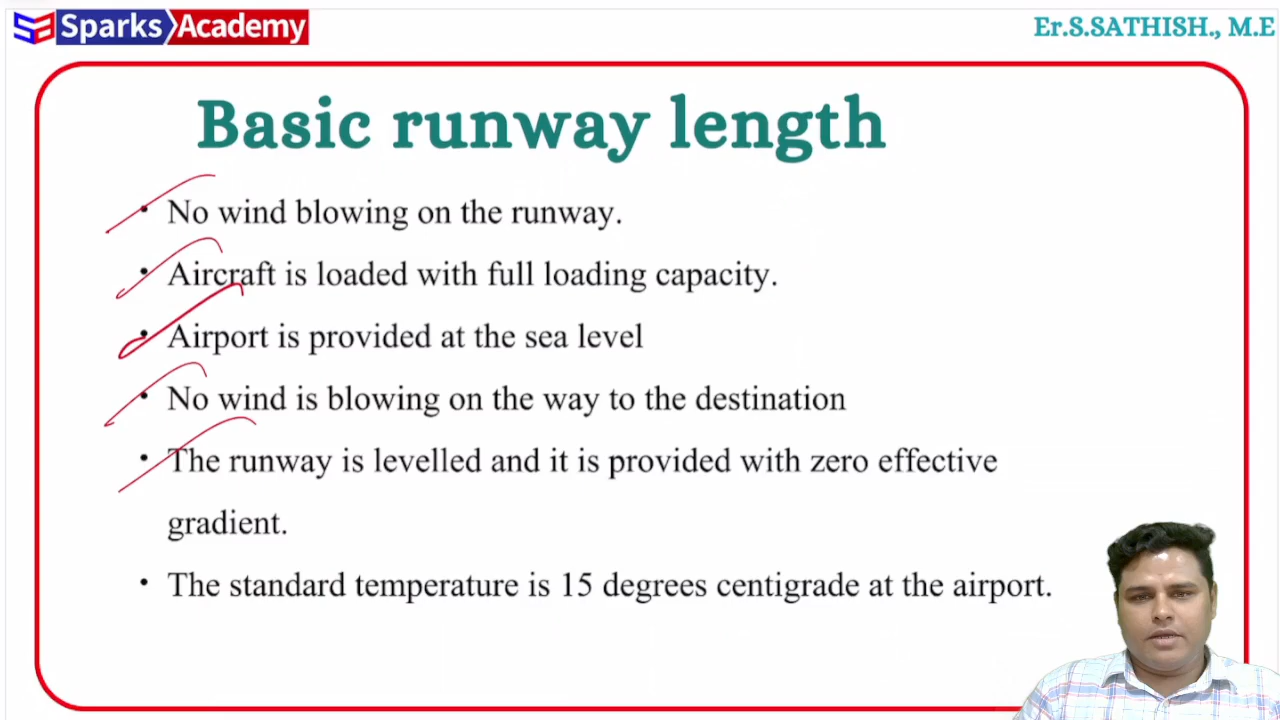 Sparks Academy
Er.S.SATHISH., M.E
Basic runway length
• No wind blowing on the runway.
• Aircraft is loaded with full loading capacity.
• Airport is provided at the sea level
• No wind is blowing on the way to the destination
• The runway is levelled and it is provided with zero effective
gradient.
• The standard temperature is 15 degrees centigrade at the airport.